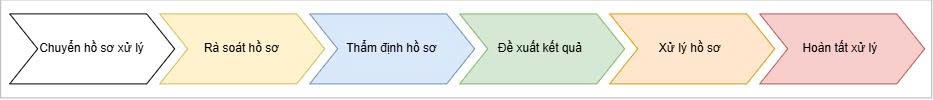 Chuyển hồ sơ xử lý
Rà soát hồ sơ
Thẩm định hồ sơ
Đề xuất kết quả
Xử lý hồ sơ
Hoàn tất xử lý